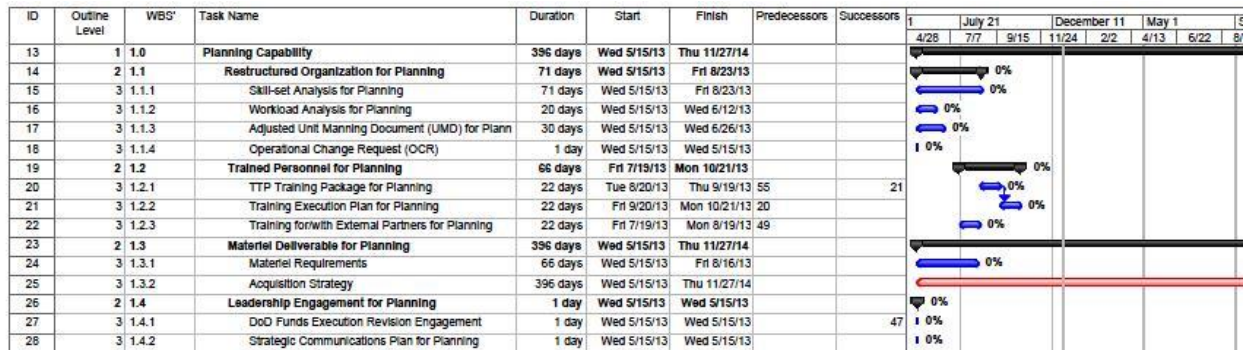 ID Outline Level WBS' Task Name Duration Start Finish Predecessors Successors 1 July 21 December 11 May 1 S
4/28 7/7 9/15 11/24 2/2 4/13 6/22 8/
13 1 1.0 Planning Capability 396 days Wed 5/15/13 Thu 11/27/14
14 2 1.1 Restructured Organization for Planning 71 days Wed 5/15/13 Fri 8/23/13 0%
15 3 1.1.1 Skill-set Analysis for Planning 71 days Wed 5/15/13 Fri 8/23/13 0%
16 3 1.1.2 Workload Analysis for Planning 20 days Wed 5/15/13 Wed 6/12/13 0%
17 3 1.1.3 Adjusted Unit Manning Document (UMD) for Plann 30 days Wed 5/15/13 Wed 6/26/13 0%
18 3 1.1.4 Operational Change Request (OCR) 1 day Wed 5/15/13 Wed 5/15/13 0%
19 2 1.2 Trained Personnel for Planning 66 days Fri 7/19/13 Mon 10/21/13 0%
20 3 1.2.1 TTP Training Package for Planning 22 days Tue 8/20/13 Thu 9/19/13 55 21 0%
21 3 1.2.2 Training Execution Plan for Planning 22 days Fri 9/20/13 Mon 10/21/13 20 0%
22 3 1.2.3 Training for/with External Partners for Planning 22 days Fri 7/19/13 Mon 8/19/13 49 0%
23 2 1.3 Materiel Deliverable for Planning 396 days Wed 5/15/13 Thu 11/27/14
24 3 1.3.1 Materiel Requirements 66 days Wed 5/15/13 Fri 8/16/13 0%
25 3 1.3.2 Acquisition Strategy 396 days Wed 5/15/13 Thu 11/27/14
26 2 1.4 Leadership Engagement for Planning 1 day Wed 5/15/13 Wed 5/15/13 0%
27 3 1.4.1 DoD Funds Execution Revision Engagement 1 day Wed 5/15/13 Wed 5/15/13 47 0%
28 3 1.4.2 Strategic Communications Plan for Planning 1 day Wed 5/15/13 Wed 5/15/13 0%